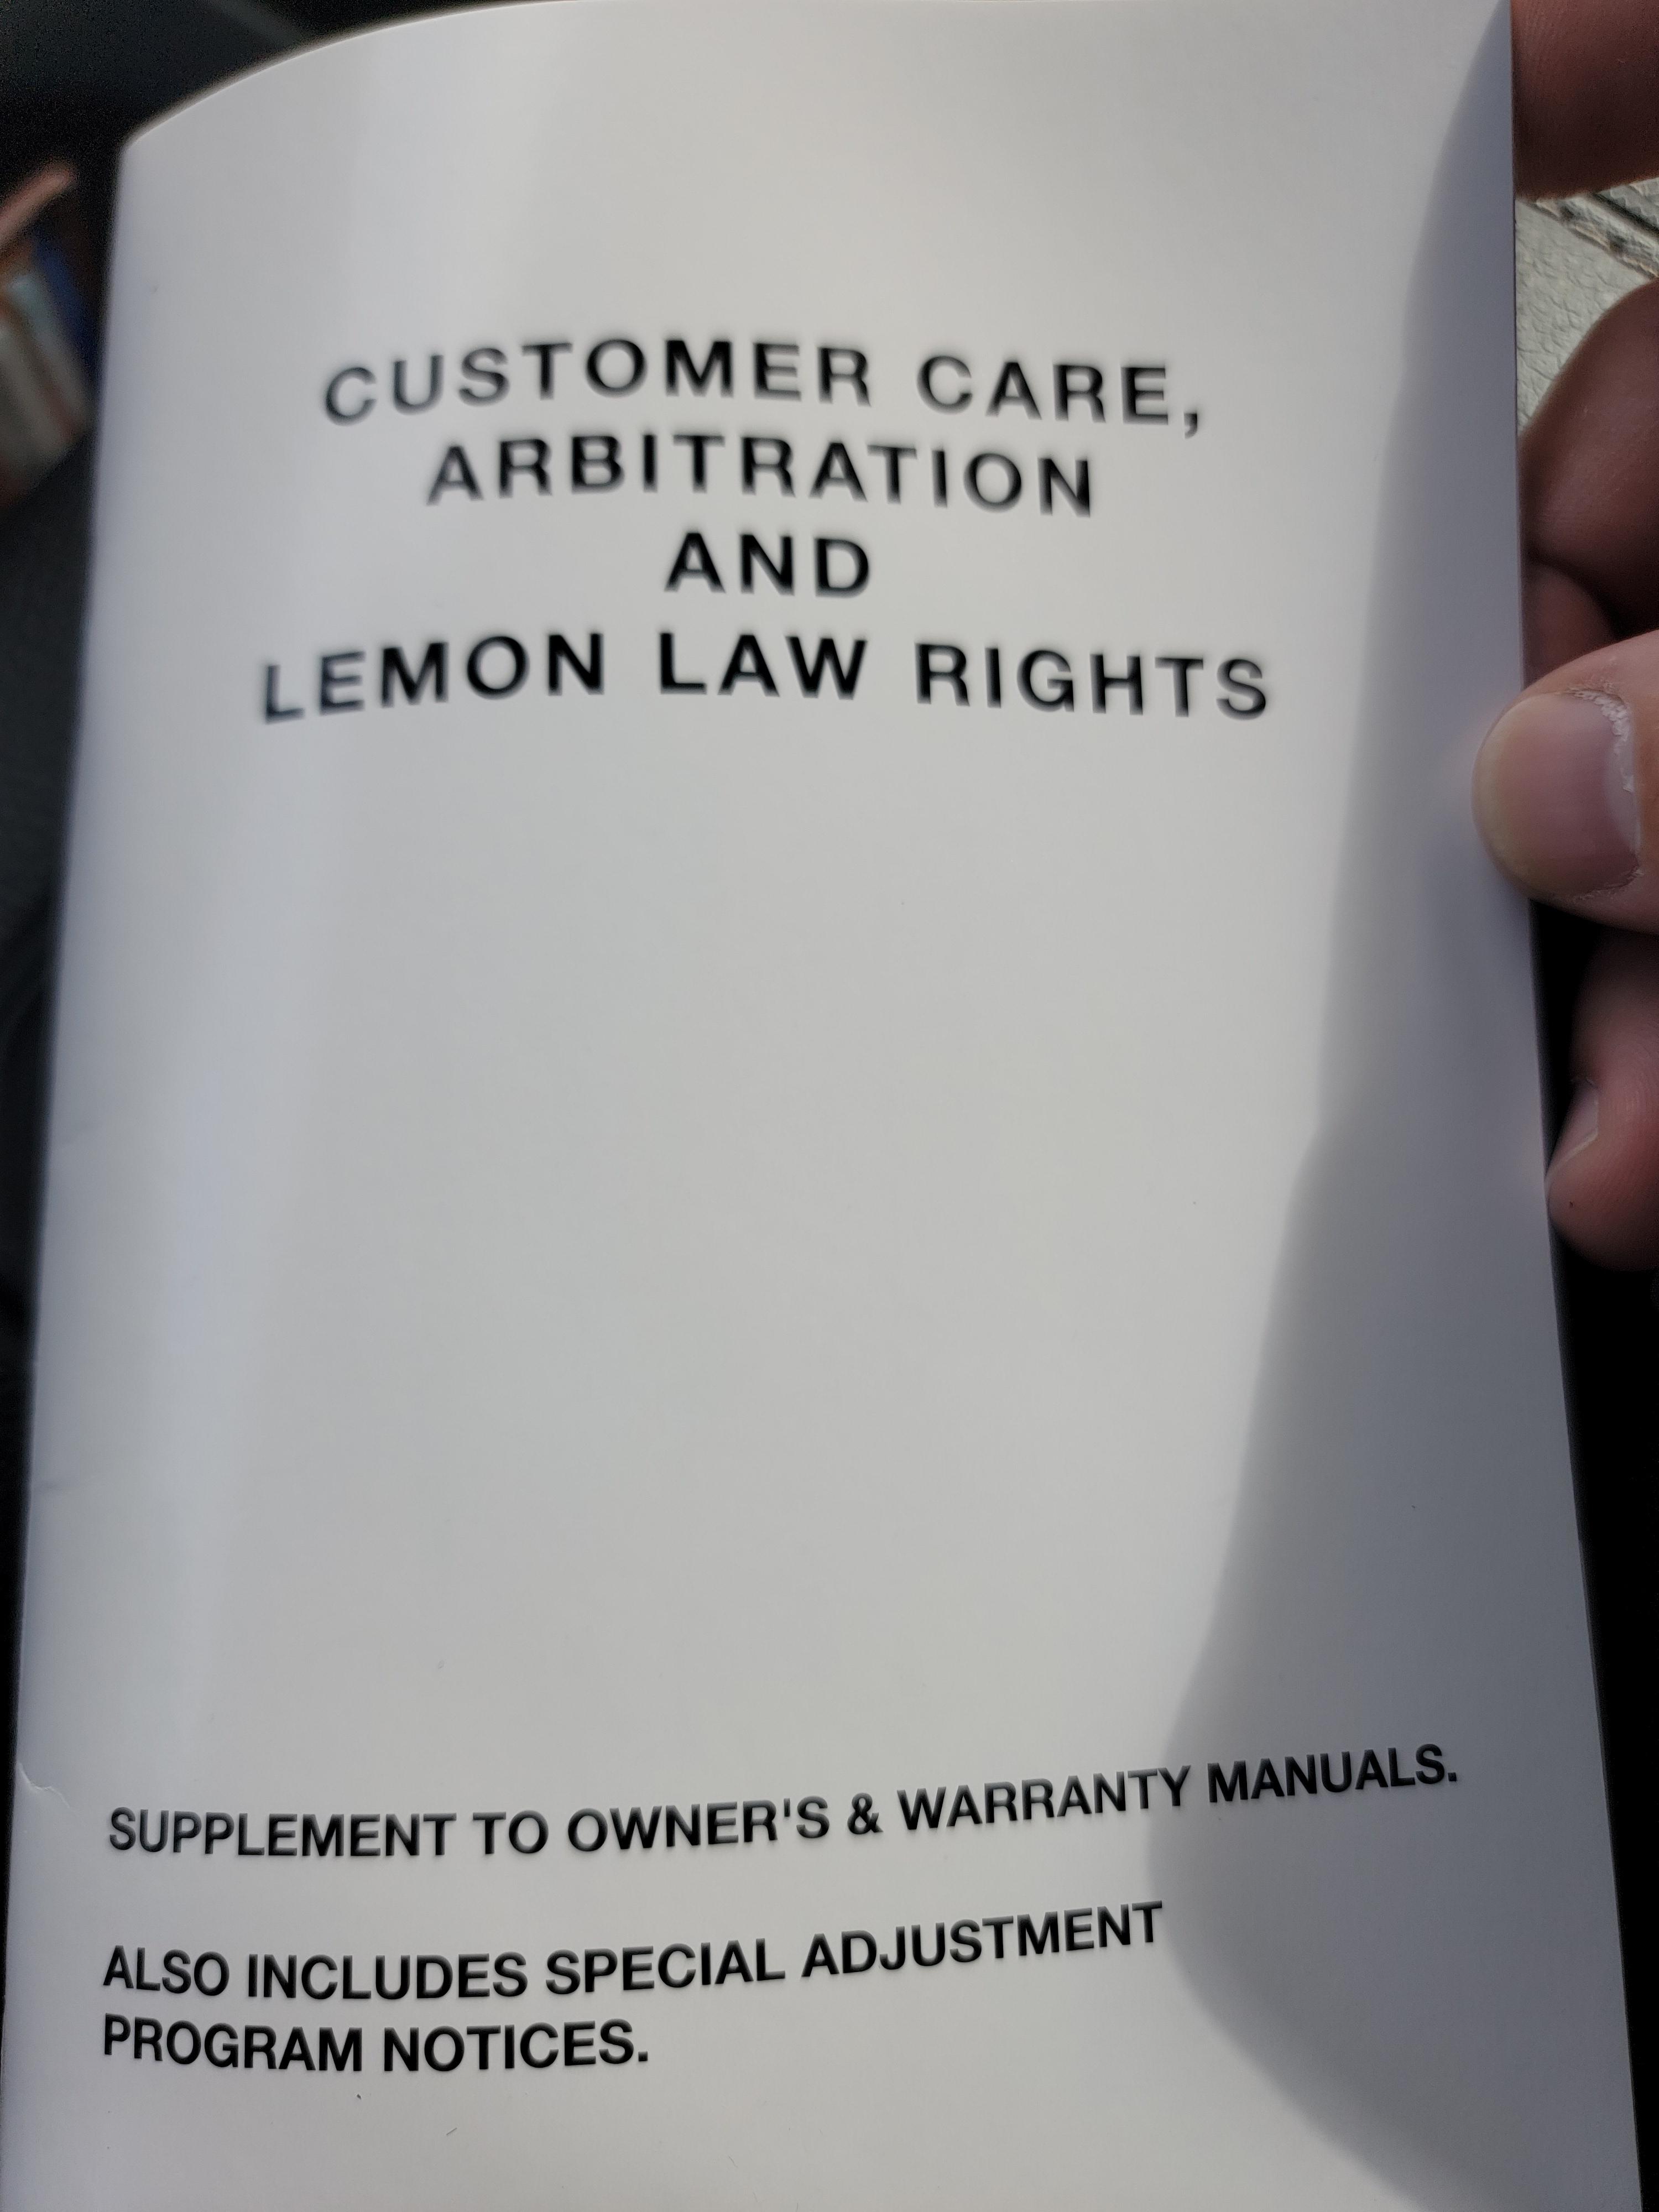 CUSTOMER CARE,
ARBITRATION
AND
LEMON LAW RIGHTS
SUPPLEMENT TO OWNER'S & WARRANTY MANUALS.
ALSO INCLUDES SPECIAL ADJUSTMENT
PROGRAM NOTICES.